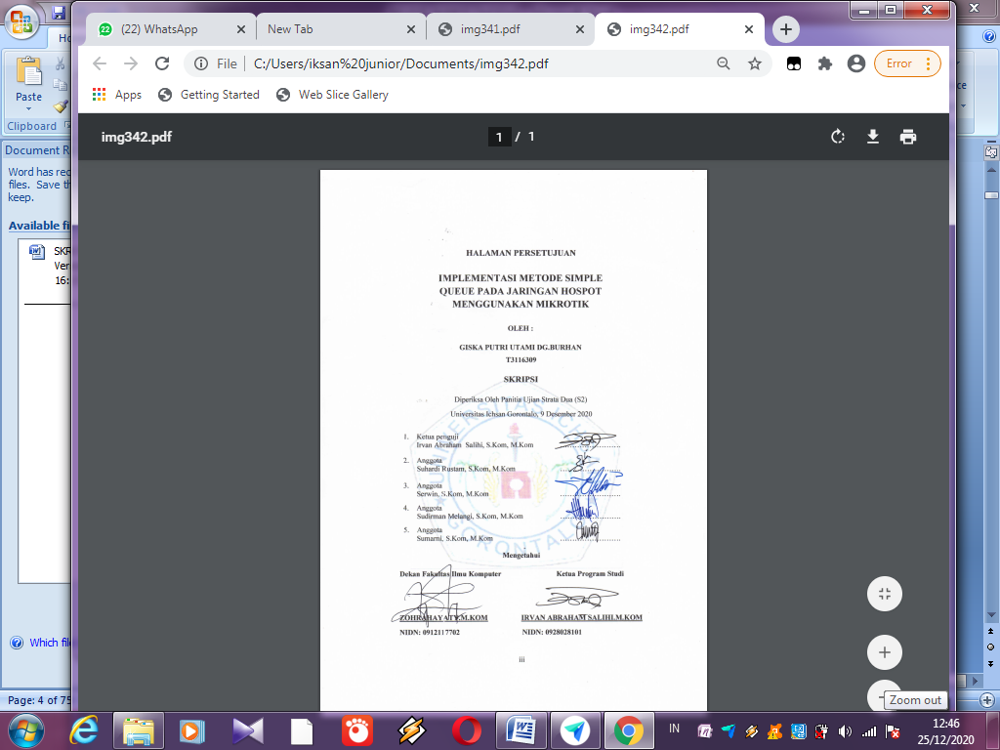 (22) WhatsApp
New Tab
img341.pdf
img342.pdf
File
C:/Users/iksan%20junior/Documents/img342.pdf
Error
Apps
Getting Started
Web Slice Gallery
Paste
Clipboard
img342.pdf
1 / 1
Document R
Word has rec
files. Save th
keep.
Available fi
SKR
Ver
16:
Which file
HALAMAN PERSETUJUAN
IMPLEMENTASI METODE SIMPLE
QUEUE PADA JARINGAN HOSPOT
MENGGUNAKAN MIKROTIK
OLEH :
GISKA PUTRI UTAMI DG.BURHAN
T3116309
SKRIPSI
Diperiksa Oleh Panitia Ujian Strata Dua (S2)
Universitas Ichsan Gorontalo, 9 Desember 2020
1. Ketua penguji
Irvan Abraham Salihi, S.Kom, M.Kom
2. Anggota
Suhardi Rustam, S.Kom, M.Kom
3. Anggota
Serwin, S.Kom, M.Kom
4. Anggota
Sudirman Melangi, S.Kom, M.Kom
5. Anggota
Sumarni, S.Kom, M.Kom
Mengetahui
Dekan Fakultas Ilmu Komputer
Ketua Program Studi
ZOHRAHAYATY,M.KOM
IRVAN ABRAHAM SALIHI,M.KOM
NIDN: 0912117702
NIDN: 0928028101
iii
Zoom out
Page: 4 of 75
IN
12:46
25/12/2020